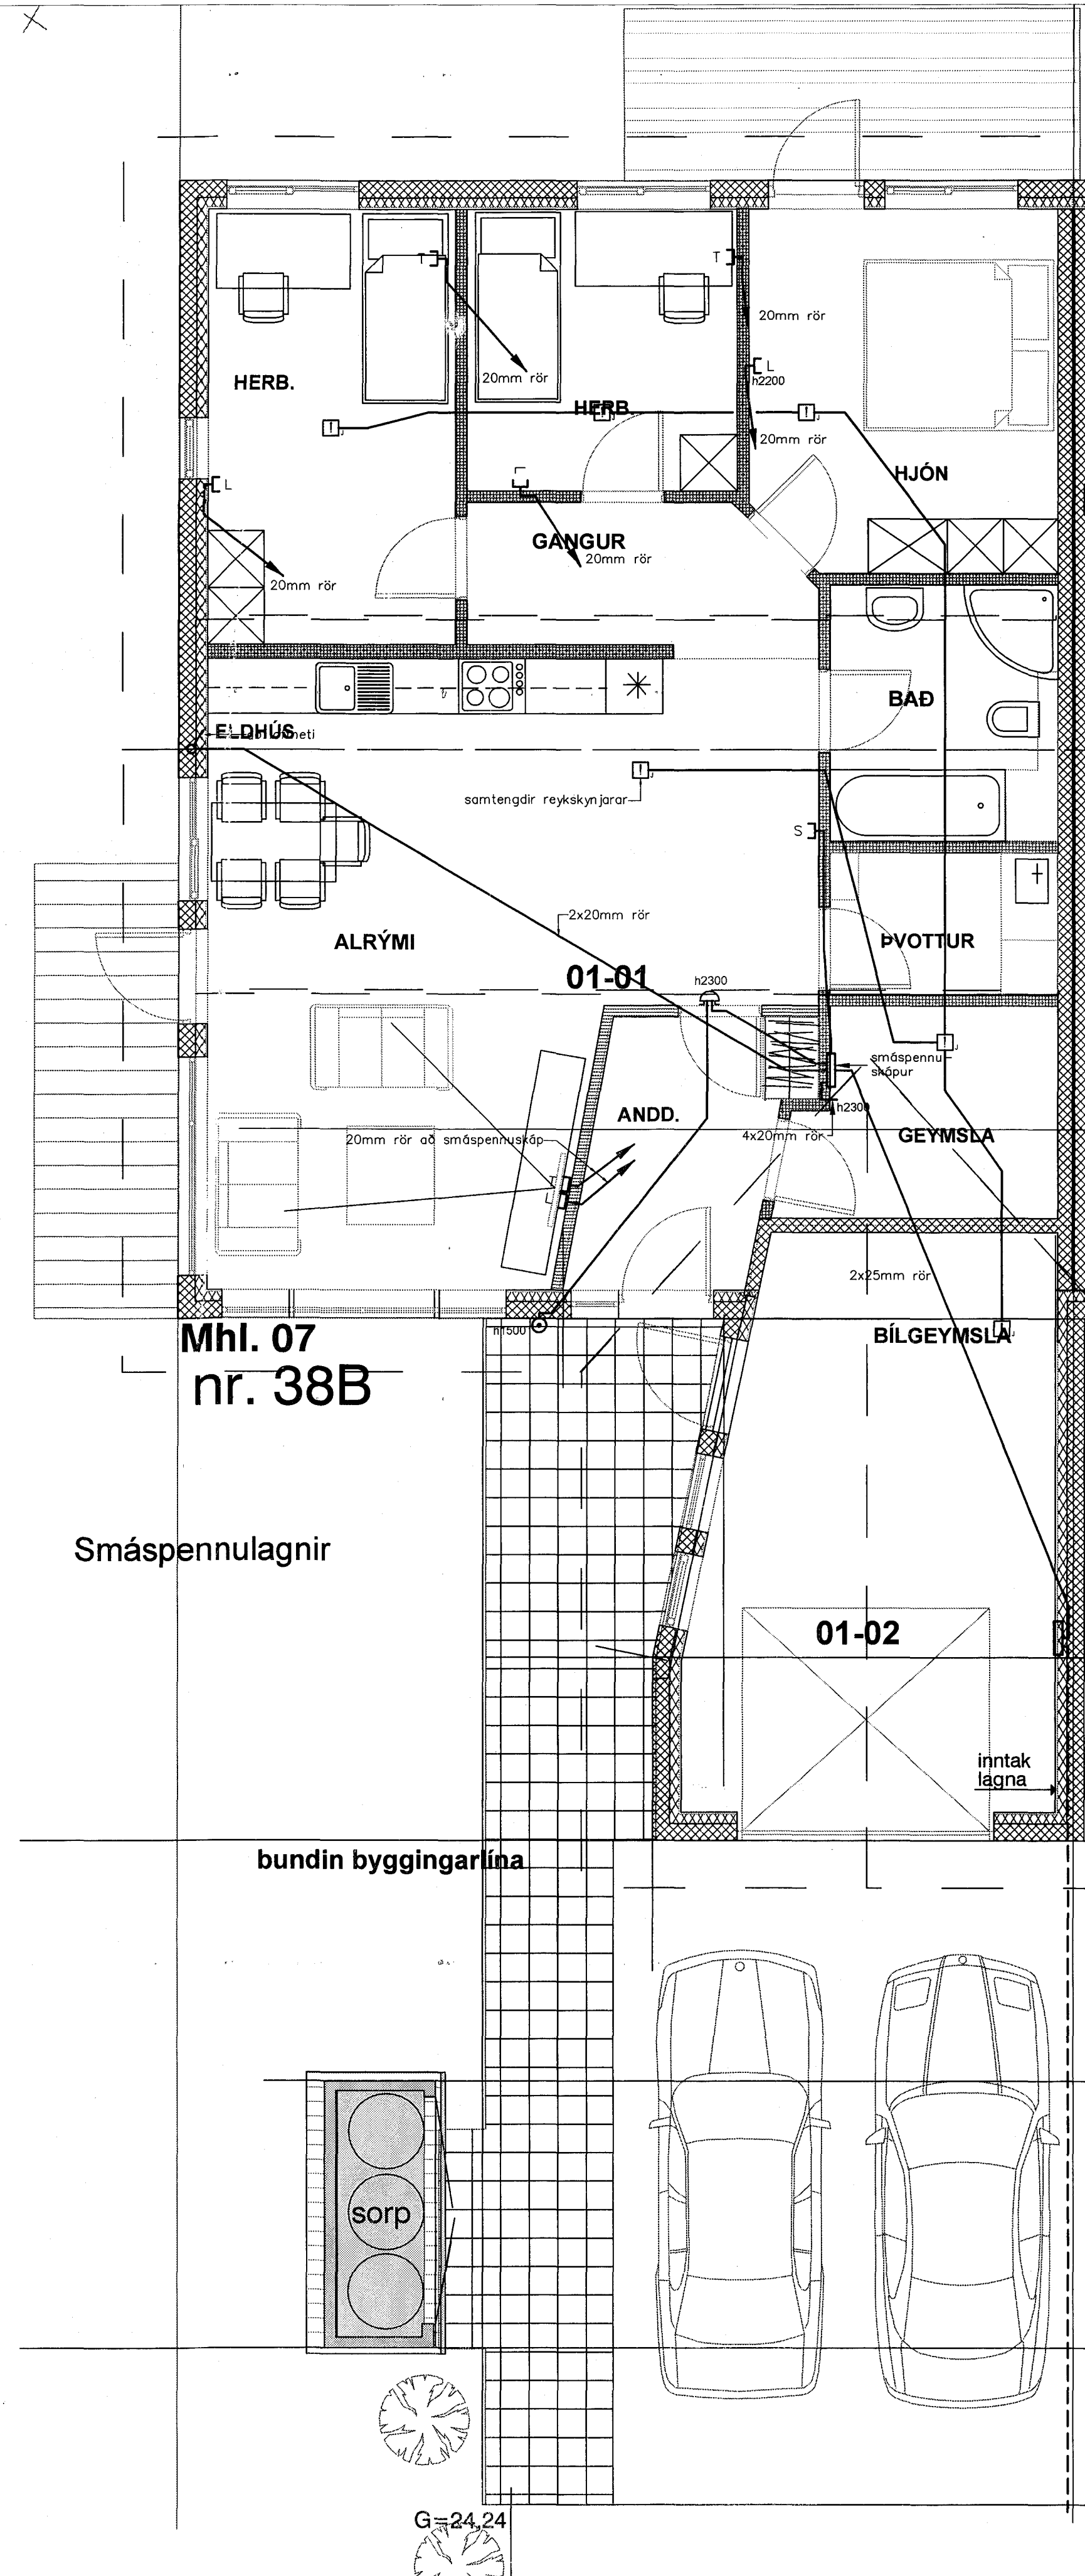 T
T
20mm rör
L
h2200
HERB.
20mm rör
HERB.
20mm rör
HJÓN
L
L
GANGUR
20mm rör
20mm rör
BAÐ
ELDHÚS
samtengdir reykskynjarar
S
2x20mm rör
ALRÝMI
ÞVOTTUR
01-01
h2300
smáspennu-
skápur
ANDD.
h2300
4x20mm rör
GEYMSLA
20mm rör að smáspennuskáp
2x25mm rör
h1500
BÍLGEYMSLA
Mhl. 07
nr. 38B
Smáspennulagnir
01-02
inntak
lagna
bundin byggingarlína
sorp
G=24,24